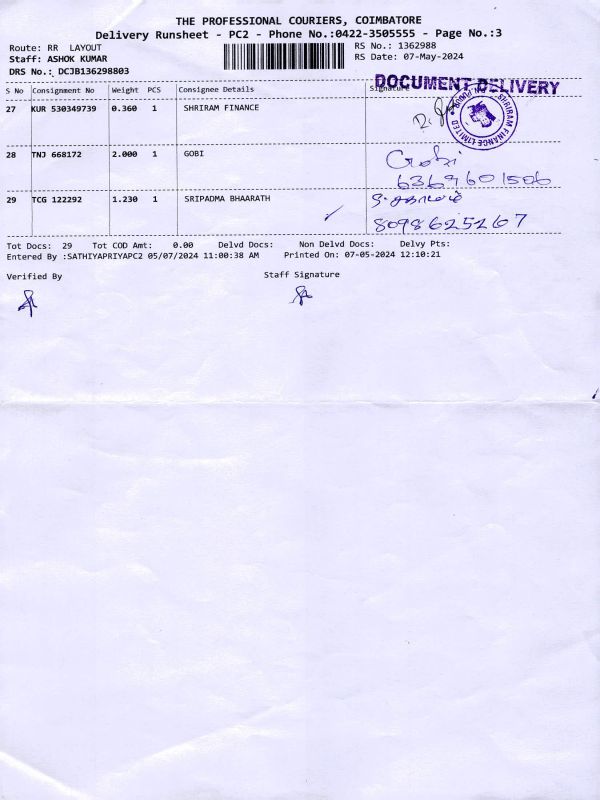 THE PROFESSIONAL COURIERS, COIMBATORE
Delivery Runsheet - PC2 - Phone No.:0422-3505555 - Page No.:3
Route: RR LAYOUT
RS No.: 1362988
Staff: ASHOK KUMAR
RS Date: 07-May-2024
DRS No.: DCJB136298803
DOCUMENT DELIVERY
S No Consignment No Weight PCS Consignee Details Signature
27 KUR 530349739 0.360 1 SHRIRAM FINANCE
SHRIRAM FINANCE LIMITED
28 TNJ 668172 2.000 1 GOBI Gobi
6369601506
29 TCG 122292 1.230 1 SRIPADMA BHAARATH
8098625267
Tot Docs: 29 Tot COD Amt: 0.00 Delvd Docs: Non Delvd Docs: Delvy Pts:
Entered By :SATHIYAPRIYAPC2 05/07/2024 11:00:38 AM Printed On: 07-05-2024 12:10:21
Verified By Staff Signature